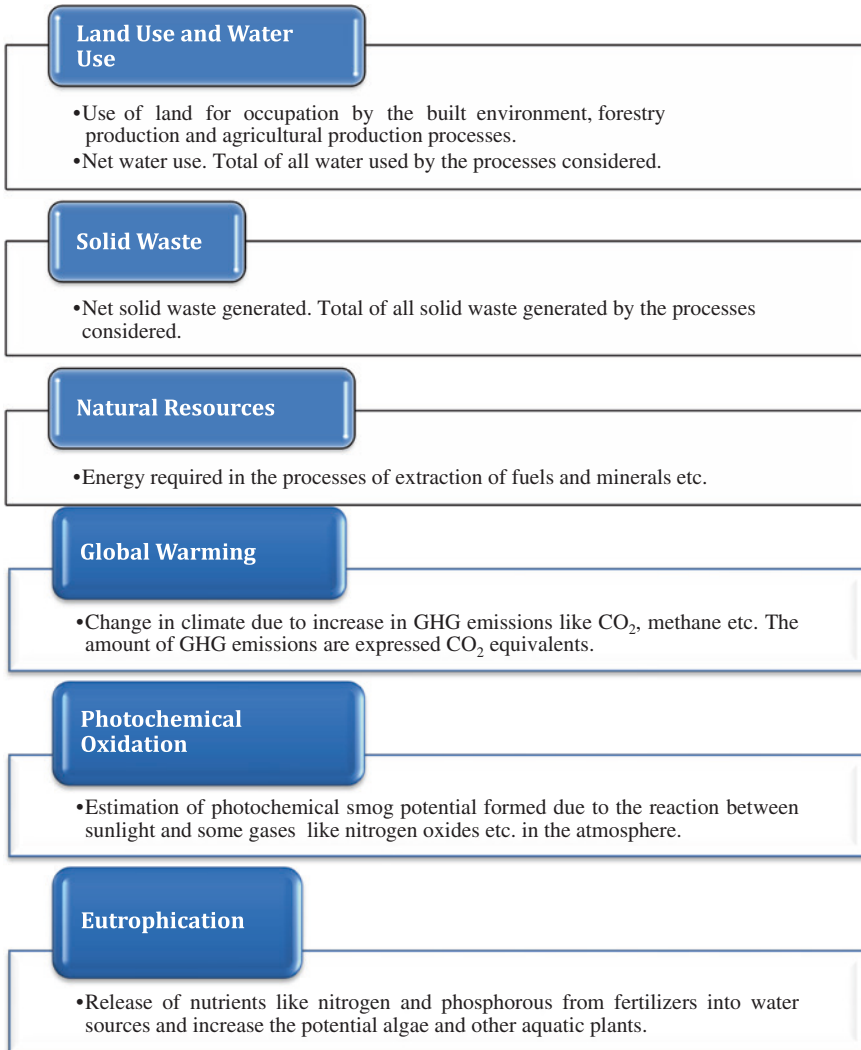 Land Use and Water
Use
•Use of land for occupation by the built environment, forestry
production and agricultural production processes.
•Net water use. Total of all water used by the processes considered.
Solid Waste
•Net solid waste generated. Total of all solid waste generated by the processes
considered.
Natural Resources
•Energy required in the processes of extraction of fuels and minerals etc.
Global Warming
•Change in climate due to increase in GHG emissions like CO₂, methane etc. The
amount of GHG emissions are expressed CO₂ equivalents.
Photochemical
Oxidation
•Estimation of photochemical smog potential formed due to the reaction between
sunlight and some gases like nitrogen oxides etc. in the atmosphere.
Eutrophication
•Release of nutrients like nitrogen and phosphorous from fertilizers into water
sources and increase the potential algae and other aquatic plants.